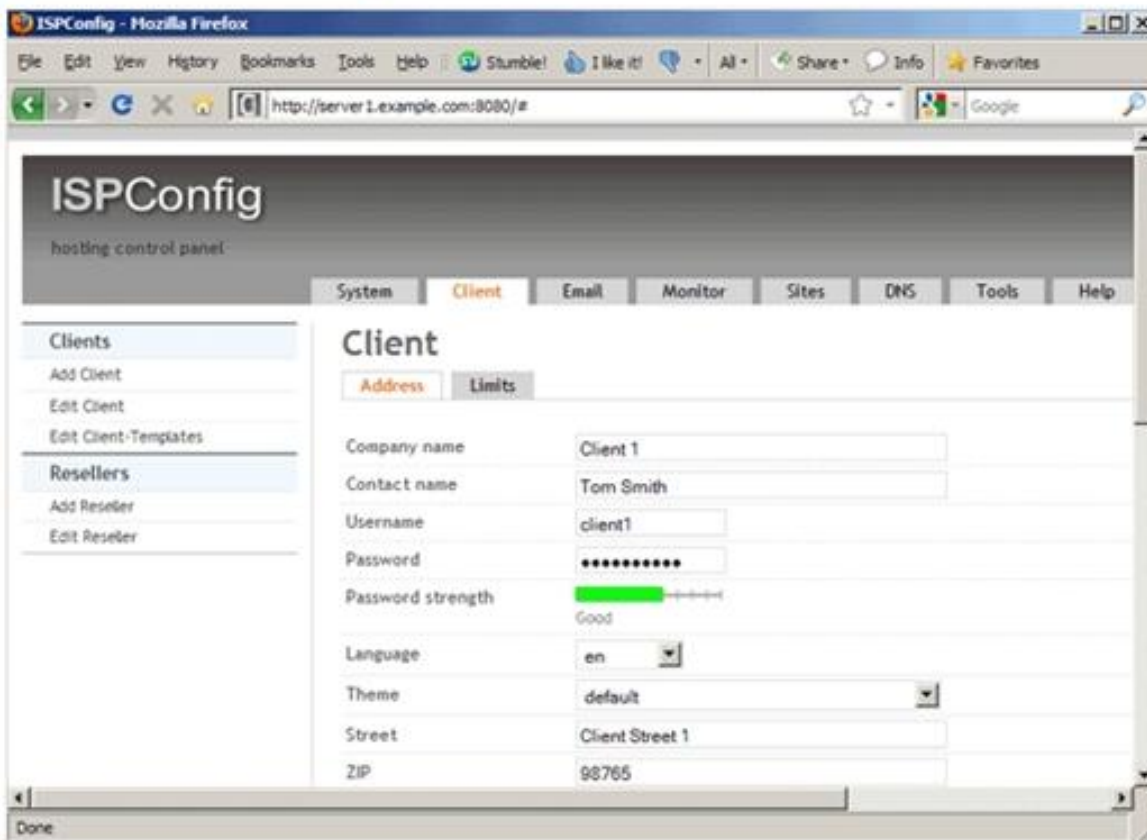 ISPConfig - Mozilla Firefox
File Edit View History Bookmarks Tools Help StumbleI I like it! All Share Info Favorites
http://server1.example.com:8080/# Google
ISPConfig
hosting control panel
System Client Email Monitor Sites DNS Tools Help
Clients
Add Client
Edit Client
Edit Client-Templates
Resellers
Add Reseller
Edit Reseller
Client
Address Limits
Company name Client 1
Contact name Tom Smith
Username client1
Password ••••••••••
Password strength
Good
Language en
Theme default
Street Client Street 1
ZIP 98765
Done